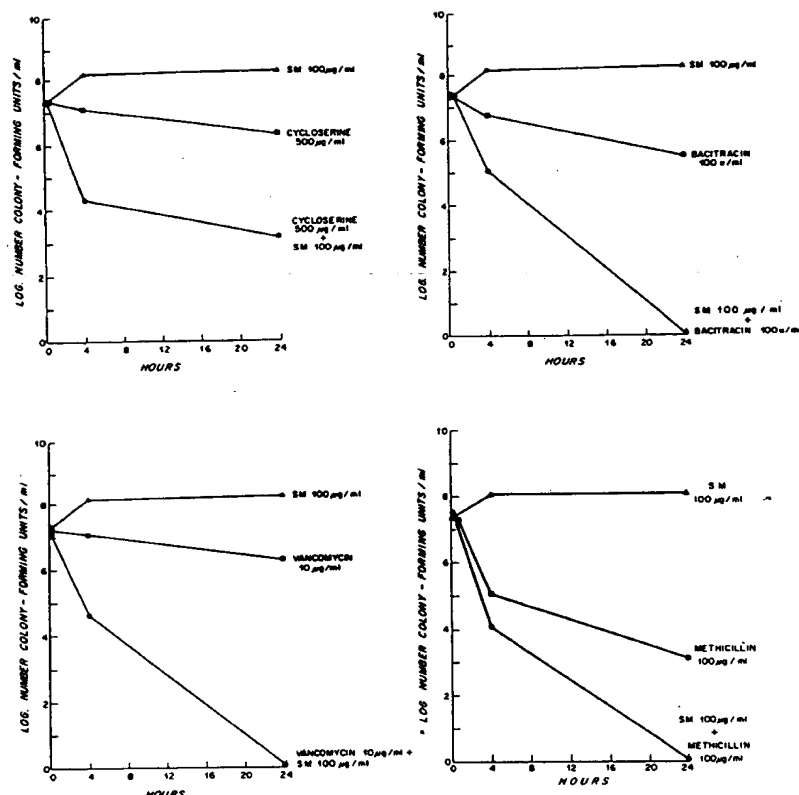 LOG. NUMBER COLONY - FORMING UNITS / ml
10
8
6
4
2
0
0 4 8 12 16 20 24
HOURS
SM 100 μg/ml
CYCLOSERINE
500 μg/ml
CYCLOSERINE
500 μg/ml
+
SM 100 μg/ml
LOG. NUMBER COLONY - FORMING UNITS / ml
10
8
6
4
2
0
0 4 8 12 16 20 24
HOURS
SM 100 μg/ml
BACITRACIN
100 u/ml
SM 100 μg/ml
+
BACITRACIN 100 u/ml
LOG. NUMBER COLONY - FORMING UNITS / ml
10
8
6
4
2
0
0 4 8 12 16 20 24
HOURS
SM 100 μg/ml
VANCOMYCIN
10 μg/ml
VANCOMYCIN 10 μg/ml +
SM 100 μg/ml
LOG NUMBER COLONY - FORMING UNITS / ml
10
8
6
4
2
0
0 4 8 12 16 20 24
HOURS
SM
100 μg/ml
METHICILLIN
100 μg/ml
SM 100 μg/ml
+
METHICILLIN
100 μg/ml